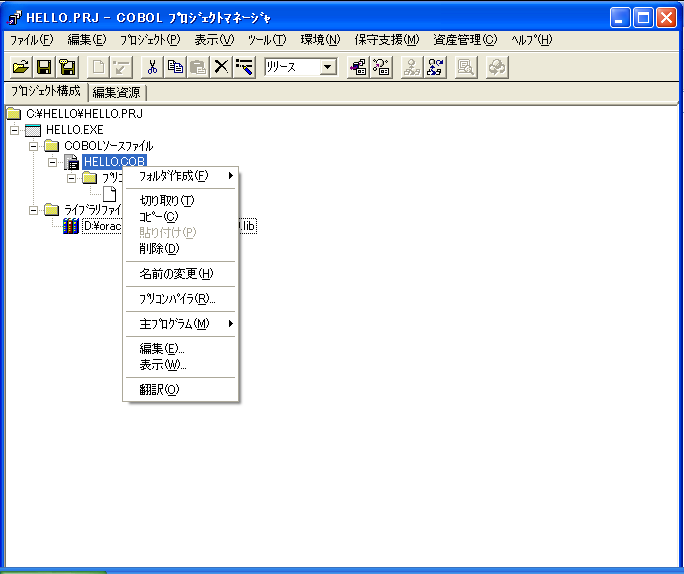 HELLO.PRJ - COBOL ﾌﾟﾛｼﾞｪｸﾄﾏﾈｰｼﾞｬ
ﾌｧｲﾙ(F) 編集(E) ﾌﾟﾛｼﾞｪｸﾄ(P) 表示(V) ﾂｰﾙ(T) 環境(N) 保守支援(M) 資産管理(C) ﾍﾙﾌﾟ(H)
ﾘﾘｰｽ
ﾌﾟﾛｼﾞｪｸﾄ構成 編集資源
C:¥HELLO¥HELLO.PRJ
HELLO.EXE
COBOLｿｰｽﾌｧｲﾙ
HELLO.COB
ﾌﾟﾘｺ
ﾗｲﾌﾞﾗﾘﾌｧｲ
D:¥orac
.lib
ﾌｫﾙﾀﾞ作成(F)
切り取り(T)
ｺﾋﾟｰ(C)
貼り付け(P)
削除(D)
名前の変更(H)
ﾌﾟﾘｺﾝﾊﾟｲﾗ(R)...
主ﾌﾟﾛｸﾞﾗﾑ(M)
編集(E)...
表示(W)...
翻訳(O)